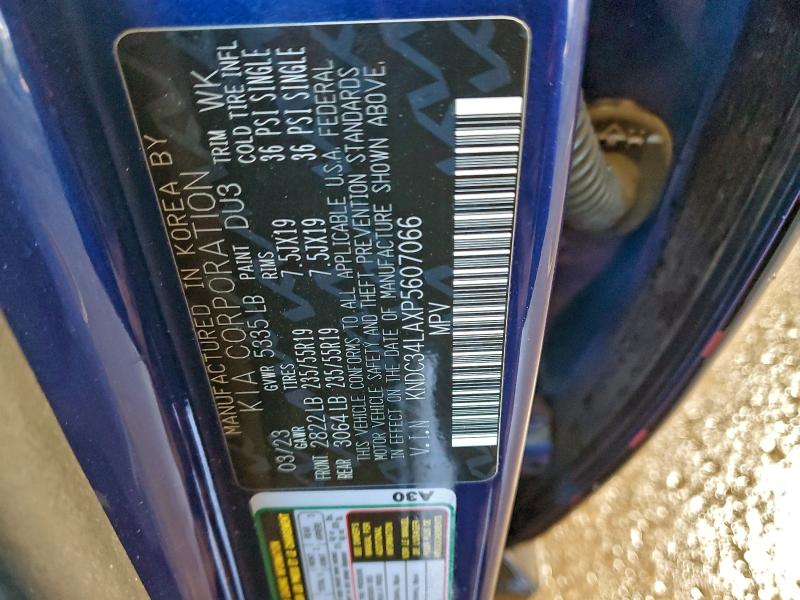 MANUFACTURED IN KOREA BY
KIA CORPORATION
03/23 GVWR 5335 LB PAINT DU3 TRIM WK
GAWR TIRES RIMS COLD TIRE INFL
FRONT 2822 LB 235/55R19 7.5JX19 36 PSI SINGLE
REAR 3064 LB 235/55R19 7.5JX19 36 PSI SINGLE
THIS VEHICLE CONFORMS TO ALL APPLICABLE U.S.A. FEDERAL
MOTOR VEHICLE SAFETY AND THEFT PREVENTION STANDARDS
IN EFFECT ON THE DATE OF MANUFACTURE SHOWN ABOVE.
V.I.N KNDC34LAXP5607066
MPV
A30